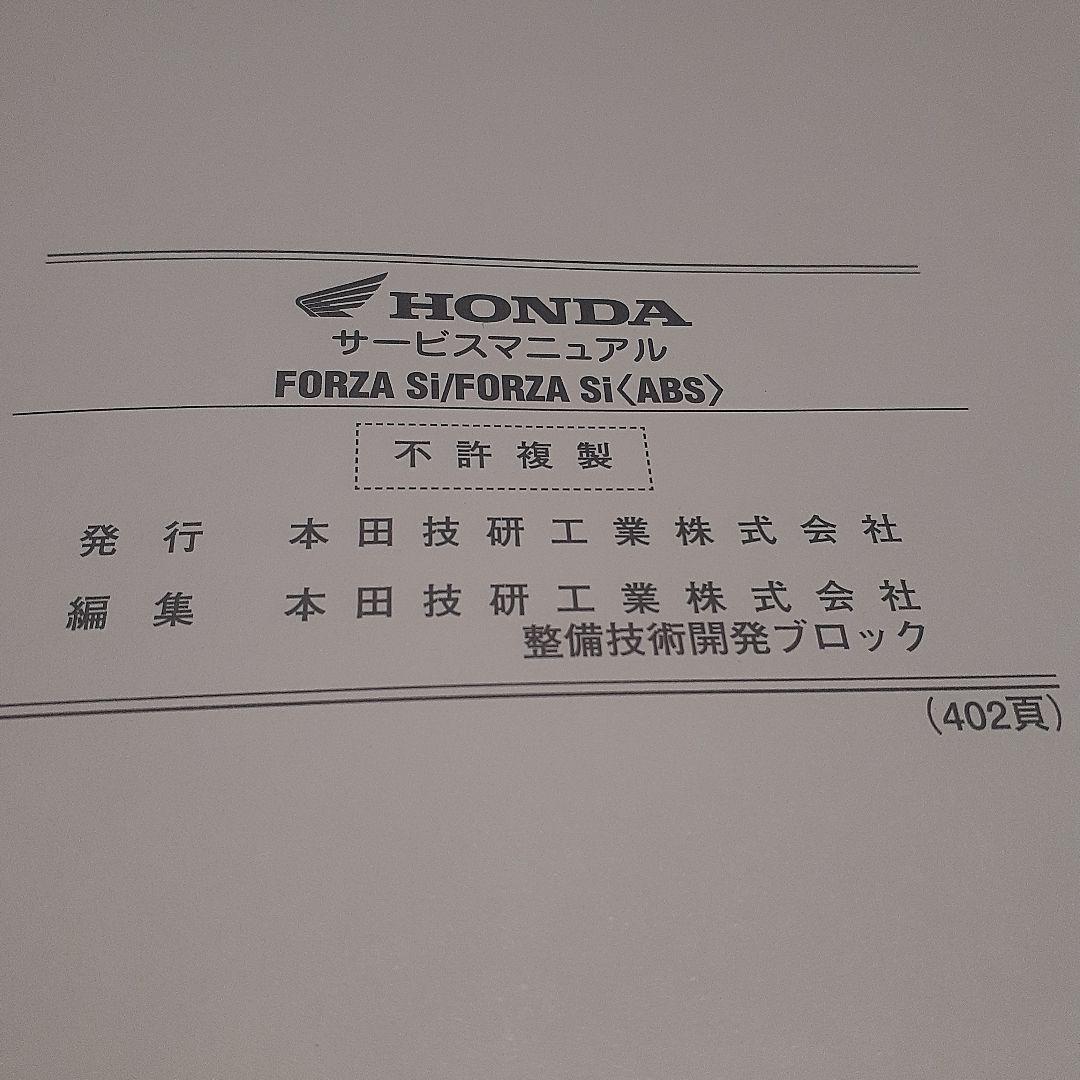 HONDA
サービスマニュアル
FORZA Si/FORZA Si〈ABS〉
不許複製
発行 本田技研工業株式会社
編集 本田技研工業株式会社
整備技術開発ブロック
(402頁)